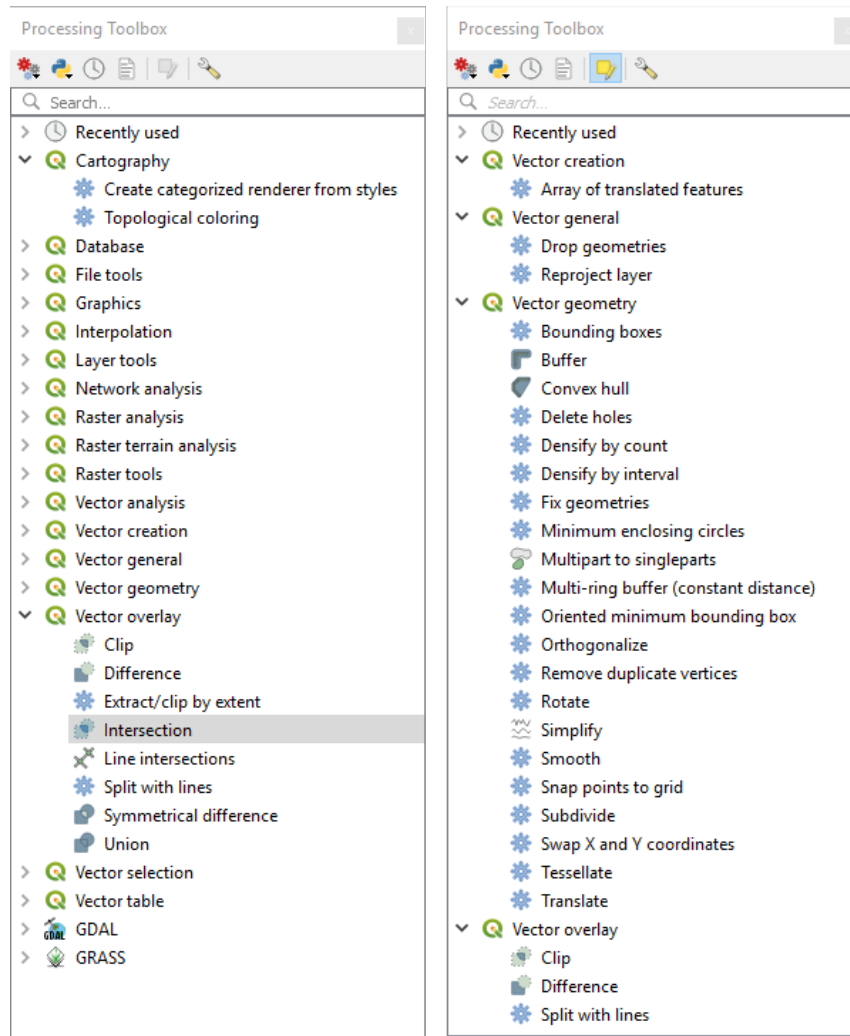 Processing Toolbox
x
Search...
Recently used
Cartography
Create categorized renderer from styles
Topological coloring
Database
File tools
Graphics
Interpolation
Layer tools
Network analysis
Raster analysis
Raster terrain analysis
Raster tools
Vector analysis
Vector creation
Vector general
Vector geometry
Vector overlay
Clip
Difference
Extract/clip by extent
Intersection
Line intersections
Split with lines
Symmetrical difference
Union
Vector selection
Vector table
GDAL GDAL
GRASS
Processing Toolbox
x
Search...
Recently used
Vector creation
Array of translated features
Vector general
Drop geometries
Reproject layer
Vector geometry
Bounding boxes
Buffer
Convex hull
Delete holes
Densify by count
Densify by interval
Fix geometries
Minimum enclosing circles
Multipart to singleparts
Multi-ring buffer (constant distance)
Oriented minimum bounding box
Orthogonalize
Remove duplicate vertices
Rotate
Simplify
Smooth
Snap points to grid
Subdivide
Swap X and Y coordinates
Tessellate
Translate
Vector overlay
Clip
Difference
Split with lines